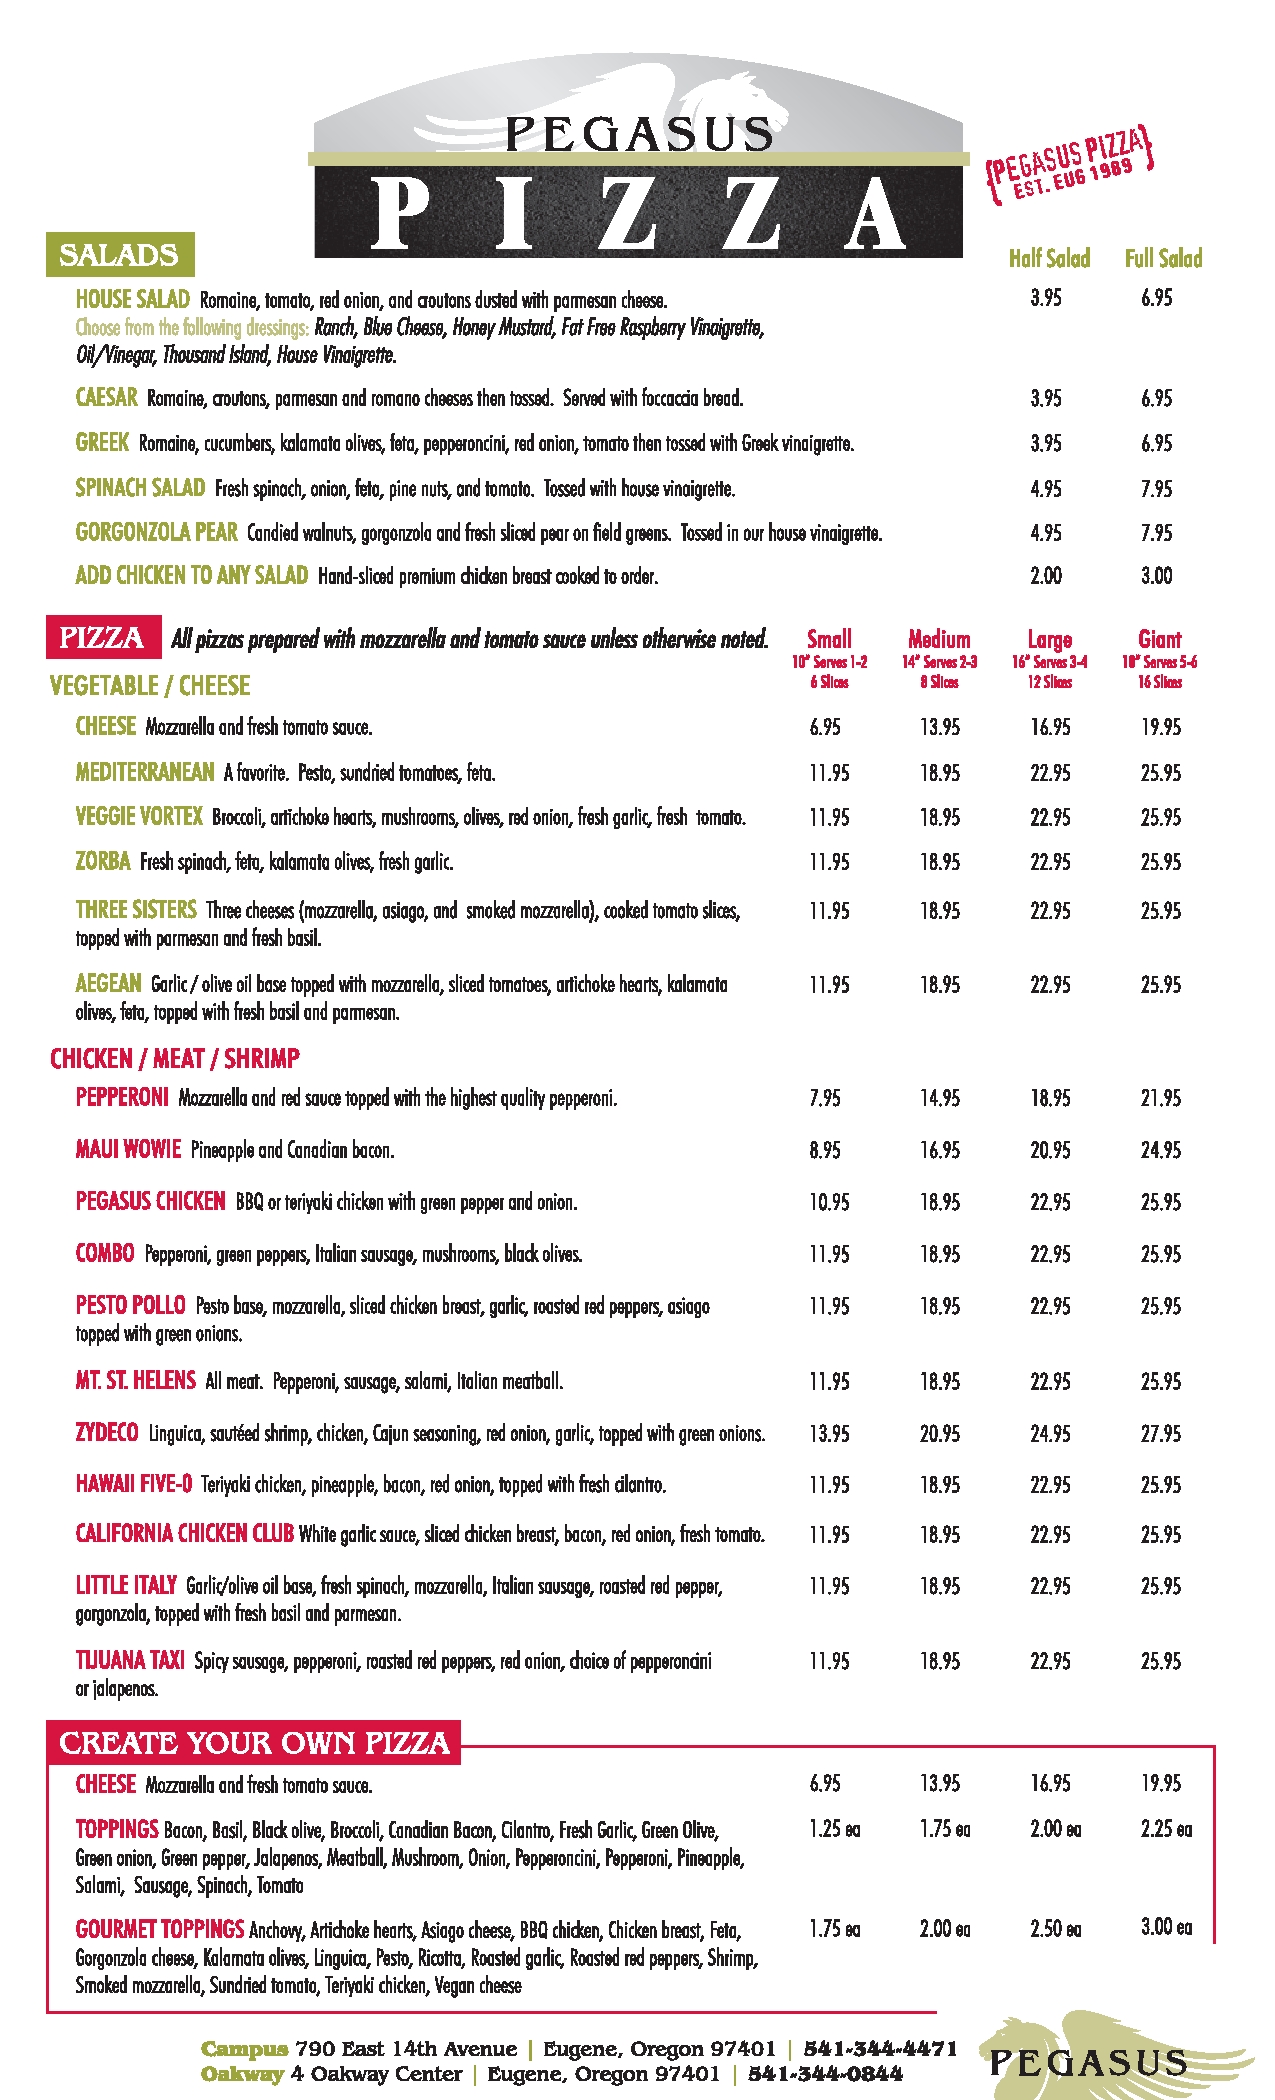 PEGASUS
PIZZA
{PEGASUS PIZZA}
EST. EUG 1989
SALADS
Half Salad Full Salad
HOUSE SALAD Romaine, tomato, red onion, and croutons dusted with parmesan cheese. 3.95 6.95
Choose from the following dressings: Ranch, Blue Cheese, Honey Mustard, Fat Free Raspberry Vinaigrette,
Oil/Vinegar, Thousand Island, House Vinaigrette.
CAESAR Romaine, croutons, parmesan and romano cheeses then tossed. Served with foccaccia bread. 3.95 6.95
GREEK Romaine, cucumbers, kalamata olives, feta, pepperoncini, red onion, tomato then tossed with Greek vinaigrette. 3.95 6.95
SPINACH SALAD Fresh spinach, onion, feta, pine nuts, and tomato. Tossed with house vinaigrette. 4.95 7.95
GORGONZOLA PEAR Candied walnuts, gorgonzola and fresh sliced pear on field greens. Tossed in our house vinaigrette. 4.95 7.95
ADD CHICKEN TO ANY SALAD Hand-sliced premium chicken breast cooked to order. 2.00 3.00
PIZZA All pizzas prepared with mozzarella and tomato sauce unless otherwise noted. Small Medium Large Giant
10" Serves 1-2 14" Serves 2-3 16" Serves 3-4 18" Serves 5-6
VEGETABLE / CHEESE 6 Slices 8 Slices 12 Slices 16 Slices
CHEESE Mozzarella and fresh tomato sauce. 6.95 13.95 16.95 19.95
MEDITERRANEAN A favorite. Pesto, sundried tomatoes, feta. 11.95 18.95 22.95 25.95
VEGGIE VORTEX Broccoli, artichoke hearts, mushrooms, olives, red onion, fresh garlic, fresh tomato. 11.95 18.95 22.95 25.95
ZORBA Fresh spinach, feta, kalamata olives, fresh garlic. 11.95 18.95 22.95 25.95
THREE SISTERS Three cheeses (mozzarella, asiago, and smoked mozzarella), cooked tomato slices, 11.95 18.95 22.95 25.95
topped with parmesan and fresh basil.
AEGEAN Garlic / olive oil base topped with mozzarella, sliced tomatoes, artichoke hearts, kalamata 11.95 18.95 22.95 25.95
olives, feta, topped with fresh basil and parmesan.
CHICKEN / MEAT / SHRIMP
PEPPERONI Mozzarella and red sauce topped with the highest quality pepperoni. 7.95 14.95 18.95 21.95
MAUI WOWIE Pineapple and Canadian bacon. 8.95 16.95 20.95 24.95
PEGASUS CHICKEN BBQ or teriyaki chicken with green pepper and onion. 10.95 18.95 22.95 25.95
COMBO Pepperoni, green peppers, Italian sausage, mushrooms, black olives. 11.95 18.95 22.95 25.95
PESTO POLLO Pesto base, mozzarella, sliced chicken breast, garlic, roasted red peppers, asiago 11.95 18.95 22.95 25.95
topped with green onions.
MT. ST. HELENS All meat. Pepperoni, sausage, salami, Italian meatball. 11.95 18.95 22.95 25.95
ZYDECO Linguica, sautéed shrimp, chicken, Cajun seasoning, red onion, garlic, topped with green onions. 13.95 20.95 24.95 27.95
HAWAII FIVE-0 Teriyaki chicken, pineapple, bacon, red onion, topped with fresh cilantro. 11.95 18.95 22.95 25.95
CALIFORNIA CHICKEN CLUB White garlic sauce, sliced chicken breast, bacon, red onion, fresh tomato. 11.95 18.95 22.95 25.95
LITTLE ITALY Garlic/olive oil base, fresh spinach, mozzarella, Italian sausage, roasted red pepper, 11.95 18.95 22.95 25.95
gorgonzola, topped with fresh basil and parmesan.
TIJUANA TAXI Spicy sausage, pepperoni, roasted red peppers, red onion, choice of pepperoncini 11.95 18.95 22.95 25.95
or jalapenos.
CREATE YOUR OWN PIZZA
CHEESE Mozzarella and fresh tomato sauce. 6.95 13.95 16.95 19.95
TOPPINGS Bacon, Basil, Black olive, Broccoli, Canadian Bacon, Cilantro, Fresh Garlic, Green Olive, 1.25 ea 1.75 ea 2.00 ea 2.25 ea
Green onion, Green pepper, Jalapenos, Meatball, Mushroom, Onion, Pepperoncini, Pepperoni, Pineapple,
Salami, Sausage, Spinach, Tomato
GOURMET TOPPINGS Anchovy, Artichoke hearts, Asiago cheese, BBQ chicken, Chicken breast, Feta, 1.75 ea 2.00 ea 2.50 ea 3.00 ea
Gorgonzola cheese, Kalamata olives, Linguica, Pesto, Ricotta, Roasted garlic, Roasted red peppers, Shrimp,
Smoked mozzarella, Sundried tomato, Teriyaki chicken, Vegan cheese
Campus 790 East 14th Avenue | Eugene, Oregon 97401 | 541-344-4471
Oakway 4 Oakway Center | Eugene, Oregon 97401 | 541-344-0844
PEGASUS